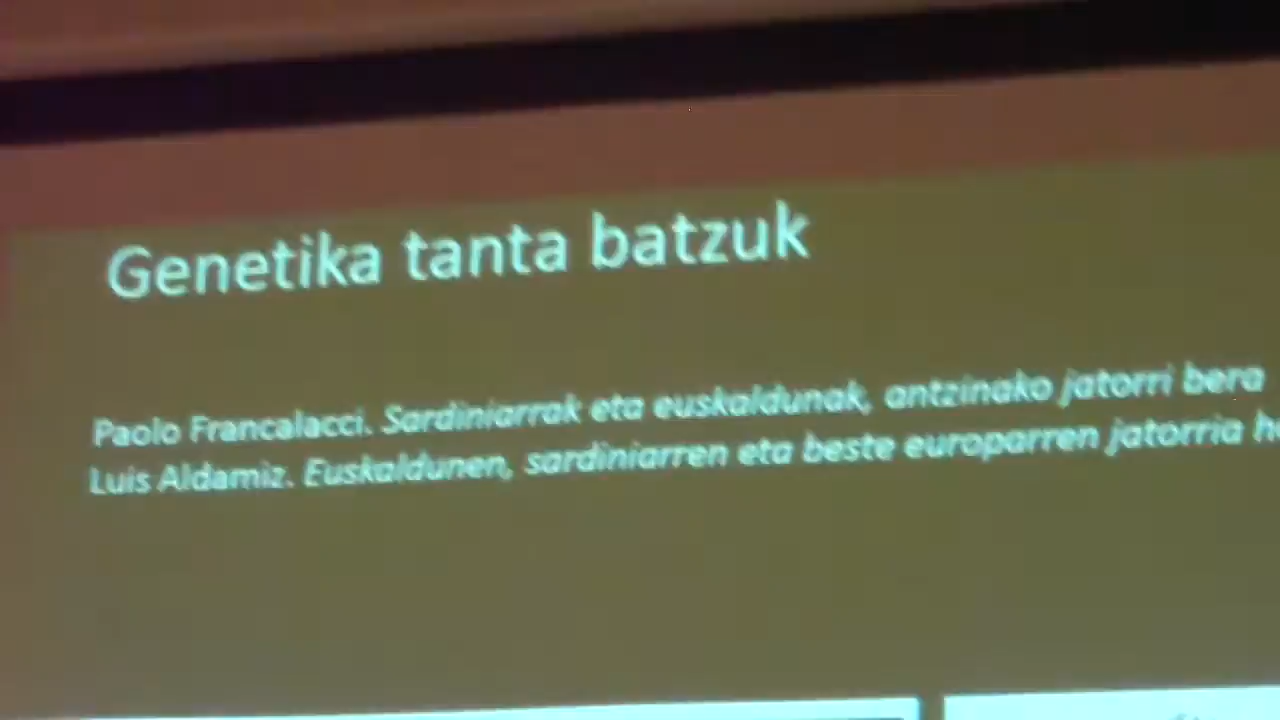 Genetika tanta batzuk
Paolo Francalacci. Sardiniarrak eta euskaldunak, antzinako jatorri bera
Luis Aldamiz. Euskaldunen, sardiniarren eta beste europarren jatorria